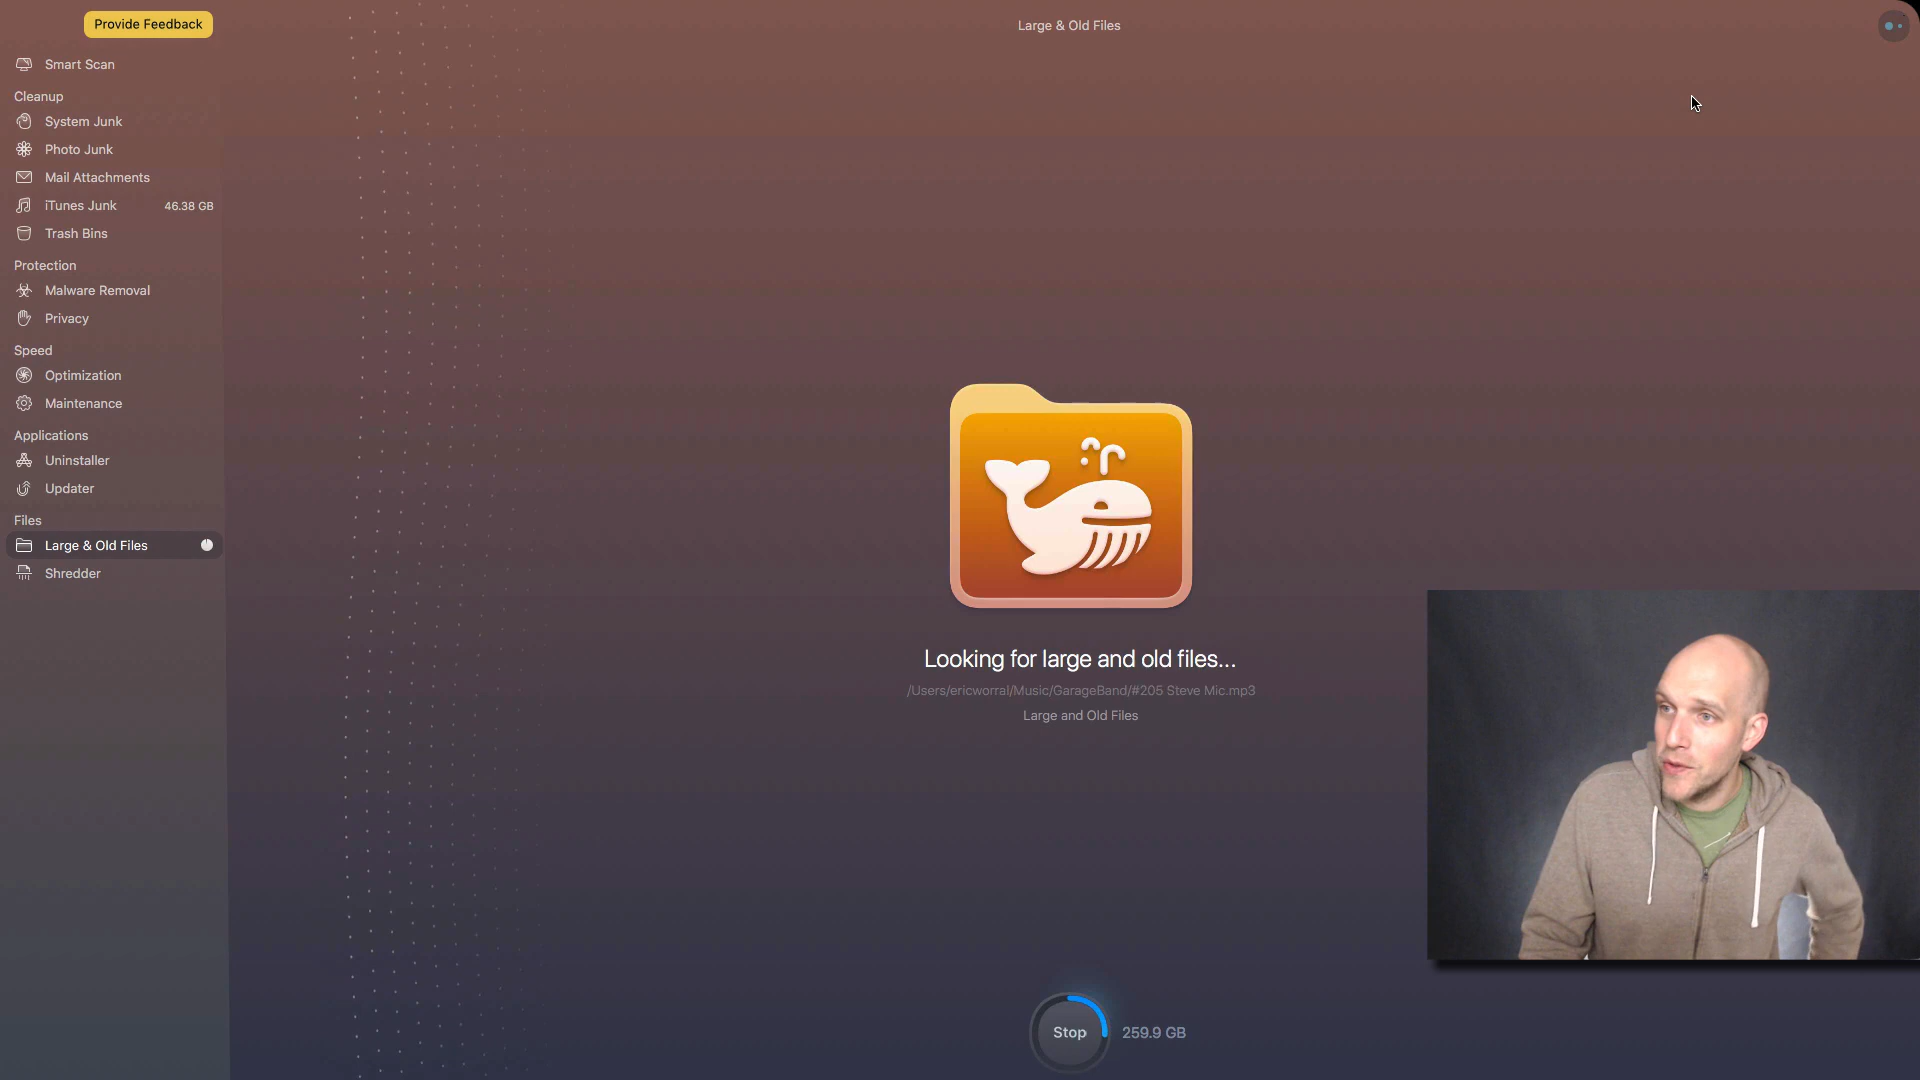 Provide Feedback
Large & Old Files
Smart Scan
Cleanup
System Junk
Photo Junk
Mail Attachments
iTunes Junk 46.38 GB
Trash Bins
Protection
Malware Removal
Privacy
Speed
Optimization
Maintenance
Applications
Uninstaller
Updater
Files
Large & Old Files
Shredder
Looking for large and old files...
/Users/ericworral/Music/GarageBand/#205 Steve Mic.mp3
Large and Old Files
Stop 259.9 GB